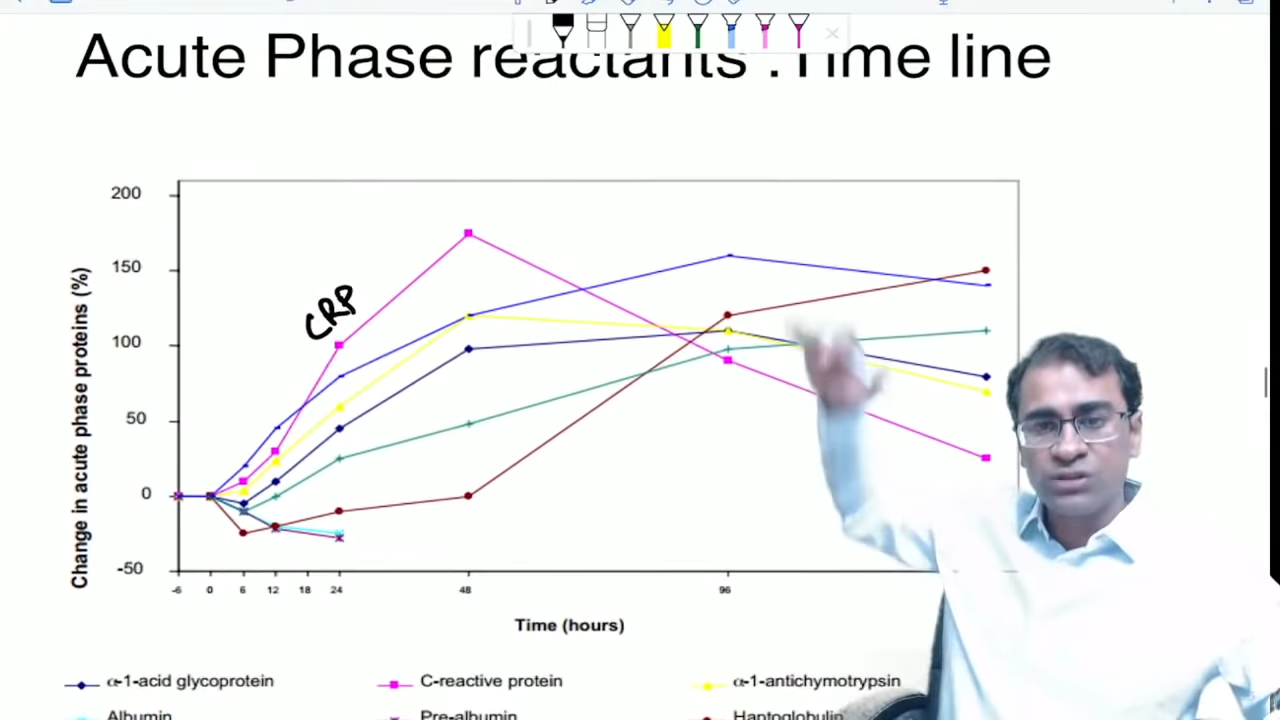 Acute Phase reactants : Time line
200
150
100
50
0
-50
Change in acute phase proteins (%)
CRP
-6 0 6 12 18 24 48 96
Time (hours)
α-1-acid glycoprotein C-reactive protein α-1-antichymotrypsin
Albumin Pre-albumin Haptoglobulin